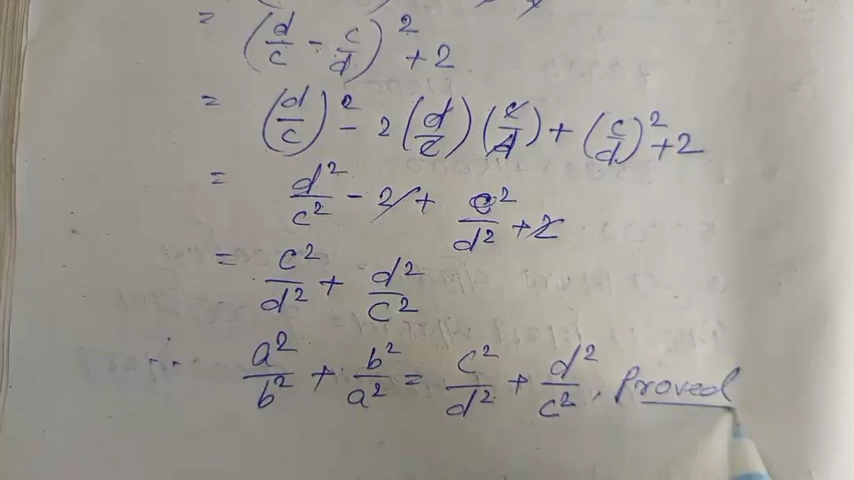 = (d/c - c/d)² + 2
= (d/c)² - 2 (d/c) (c/d) + (c/d)² + 2
= d²/c² - 2 + c²/d² + 2
= c²/d² + d²/c²
∴ a²/b² + b²/a² = c²/d² + d²/c². Proved